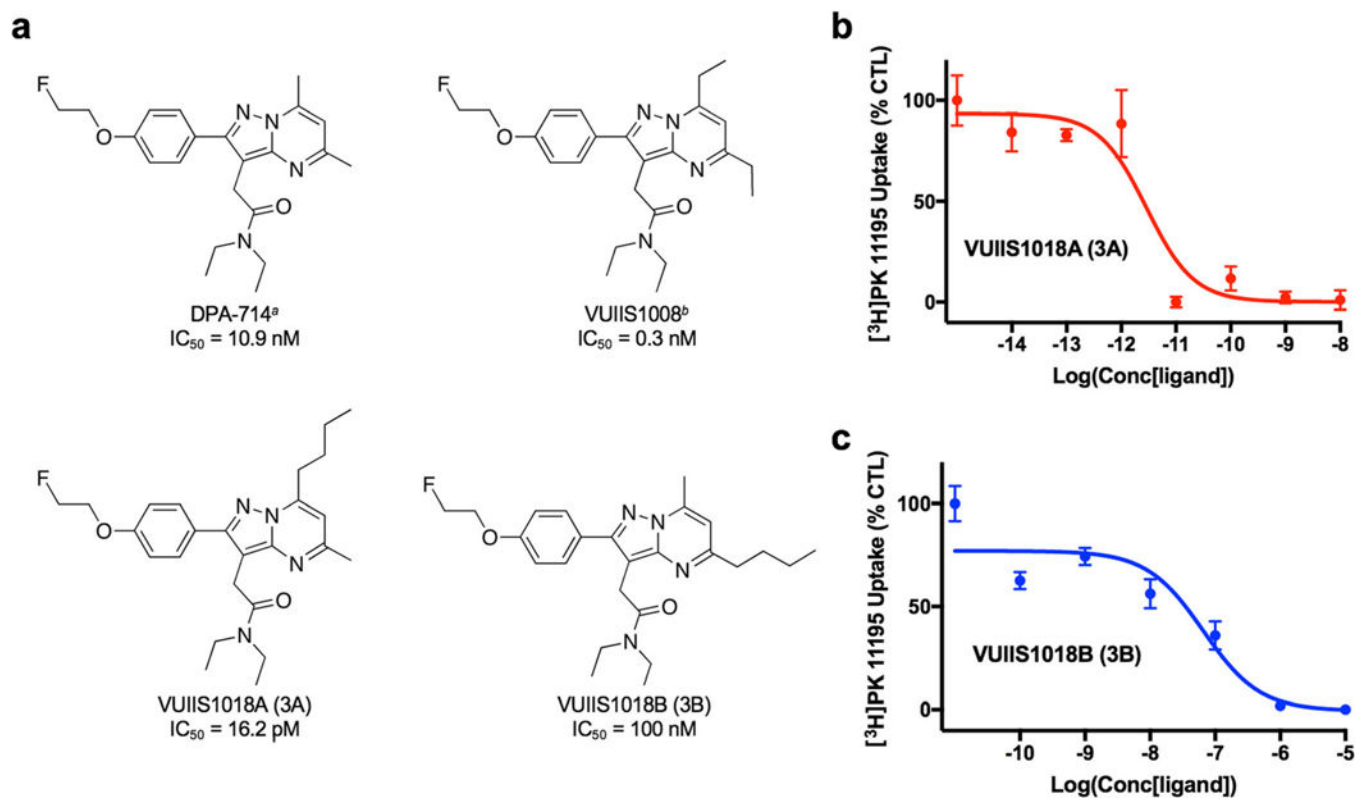 a
F
O
N
N
N
O
N
DPA-714ᵃ
IC₅₀ = 10.9 nM
F
O
N
N
N
O
N
VUIIS1008ᵇ
IC₅₀ = 0.3 nM
F
O
N
N
N
O
N
VUIIS1018A (3A)
IC₅₀ = 16.2 pM
F
O
N
N
N
O
N
VUIIS1018B (3B)
IC₅₀ = 100 nM
b
[³H]PK 11195 Uptake (% CTL)
100
50
0
VUIIS1018A (3A)
-14 -13 -12 -11 -10 -9 -8
Log(Conc[ligand])
c
[³H]PK 11195 Uptake (% CTL)
100
50
0
VUIIS1018B (3B)
-10 -9 -8 -7 -6 -5
Log(Conc[ligand])